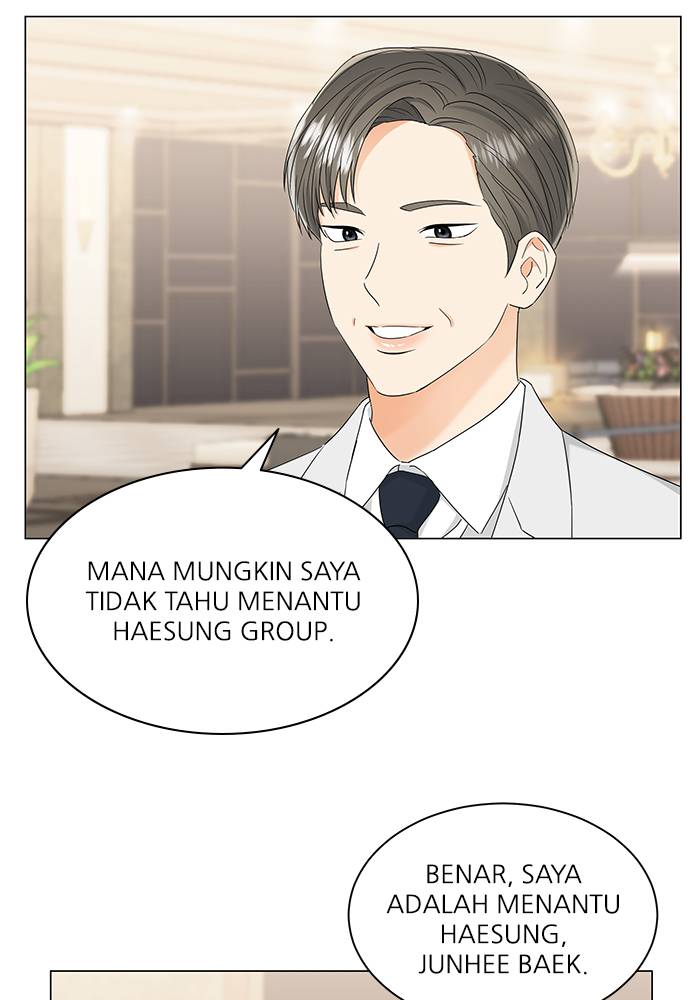 MANA MUNGKIN SAYA
TIDAK TAHU MENANTU
HAESUNG GROUP.
BENAR, SAYA
ADALAH MENANTU
HAESUNG,
JUNHEE BAEK.